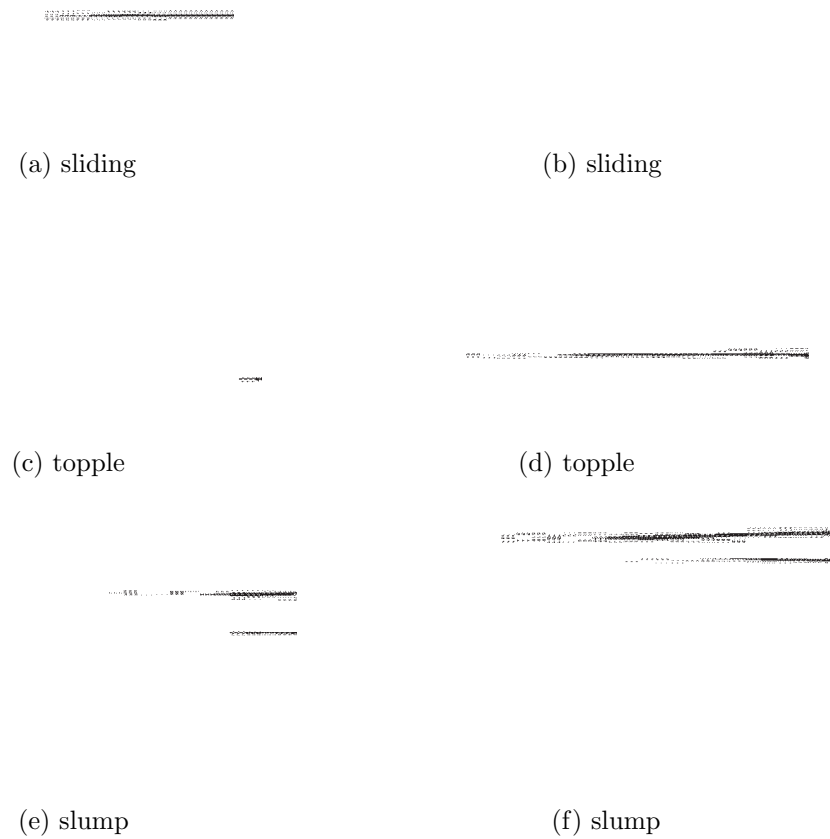 (a) sliding
(b) sliding
(c) topple
(d) topple
(e) slump
(f) slump